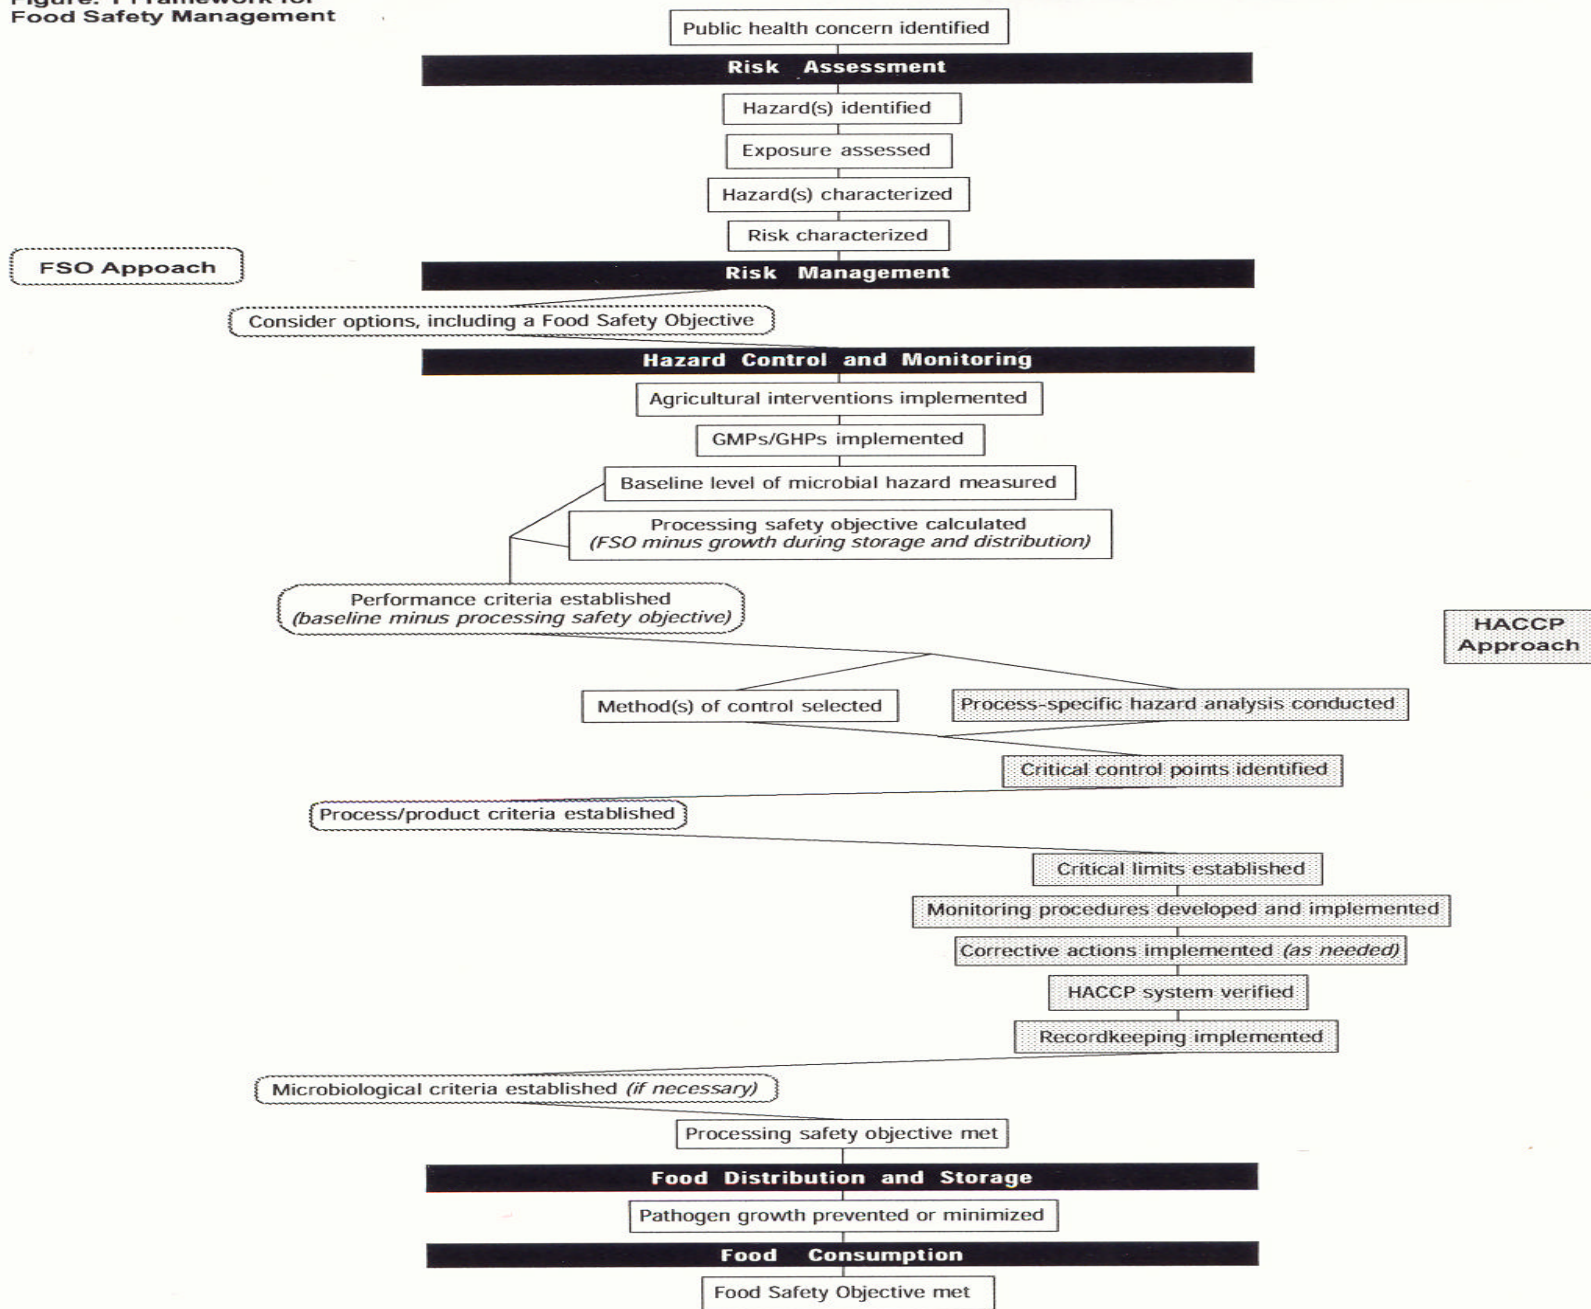 Food Safety Management
Public health concern identified
Risk Assessment
Hazard(s) identified
Exposure assessed
Hazard(s) characterized
Risk characterized
FSO Appoach
Risk Management
Consider options, including a Food Safety Objective
Hazard Control and Monitoring
Agricultural interventions implemented
GMPs/GHPs implemented
Baseline level of microbial hazard measured
Processing safety objective calculated
(FSO minus growth during storage and distribution)
Performance criteria established
(baseline minus processing safety objective)
HACCP
Approach
Method(s) of control selected
Process-specific hazard analysis conducted
Critical control points identified
Process/product criteria established
Critical limits established
Monitoring procedures developed and implemented
Corrective actions implemented (as needed)
HACCP system verified
Recordkeeping implemented
Microbiological criteria established (if necessary)
Processing safety objective met
Food Distribution and Storage
Pathogen growth prevented or minimized
Food Consumption
Food Safety Objective met